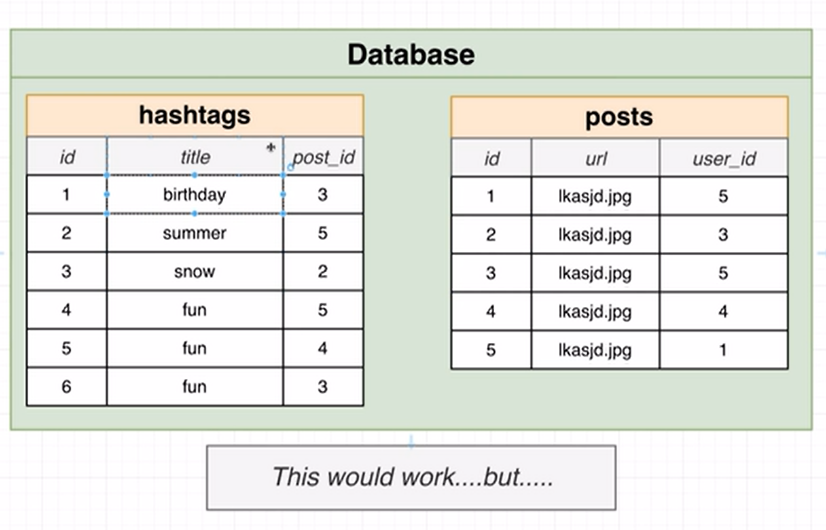 Database
hashtags
id title post_id
1 birthday 3
2 summer 5
3 snow 2
4 fun 5
5 fun 4
6 fun 3
posts
id url user_id
1 lkasjd.jpg 5
2 lkasjd.jpg 3
3 lkasjd.jpg 5
4 lkasjd.jpg 4
5 lkasjd.jpg 1
This would work....but.....